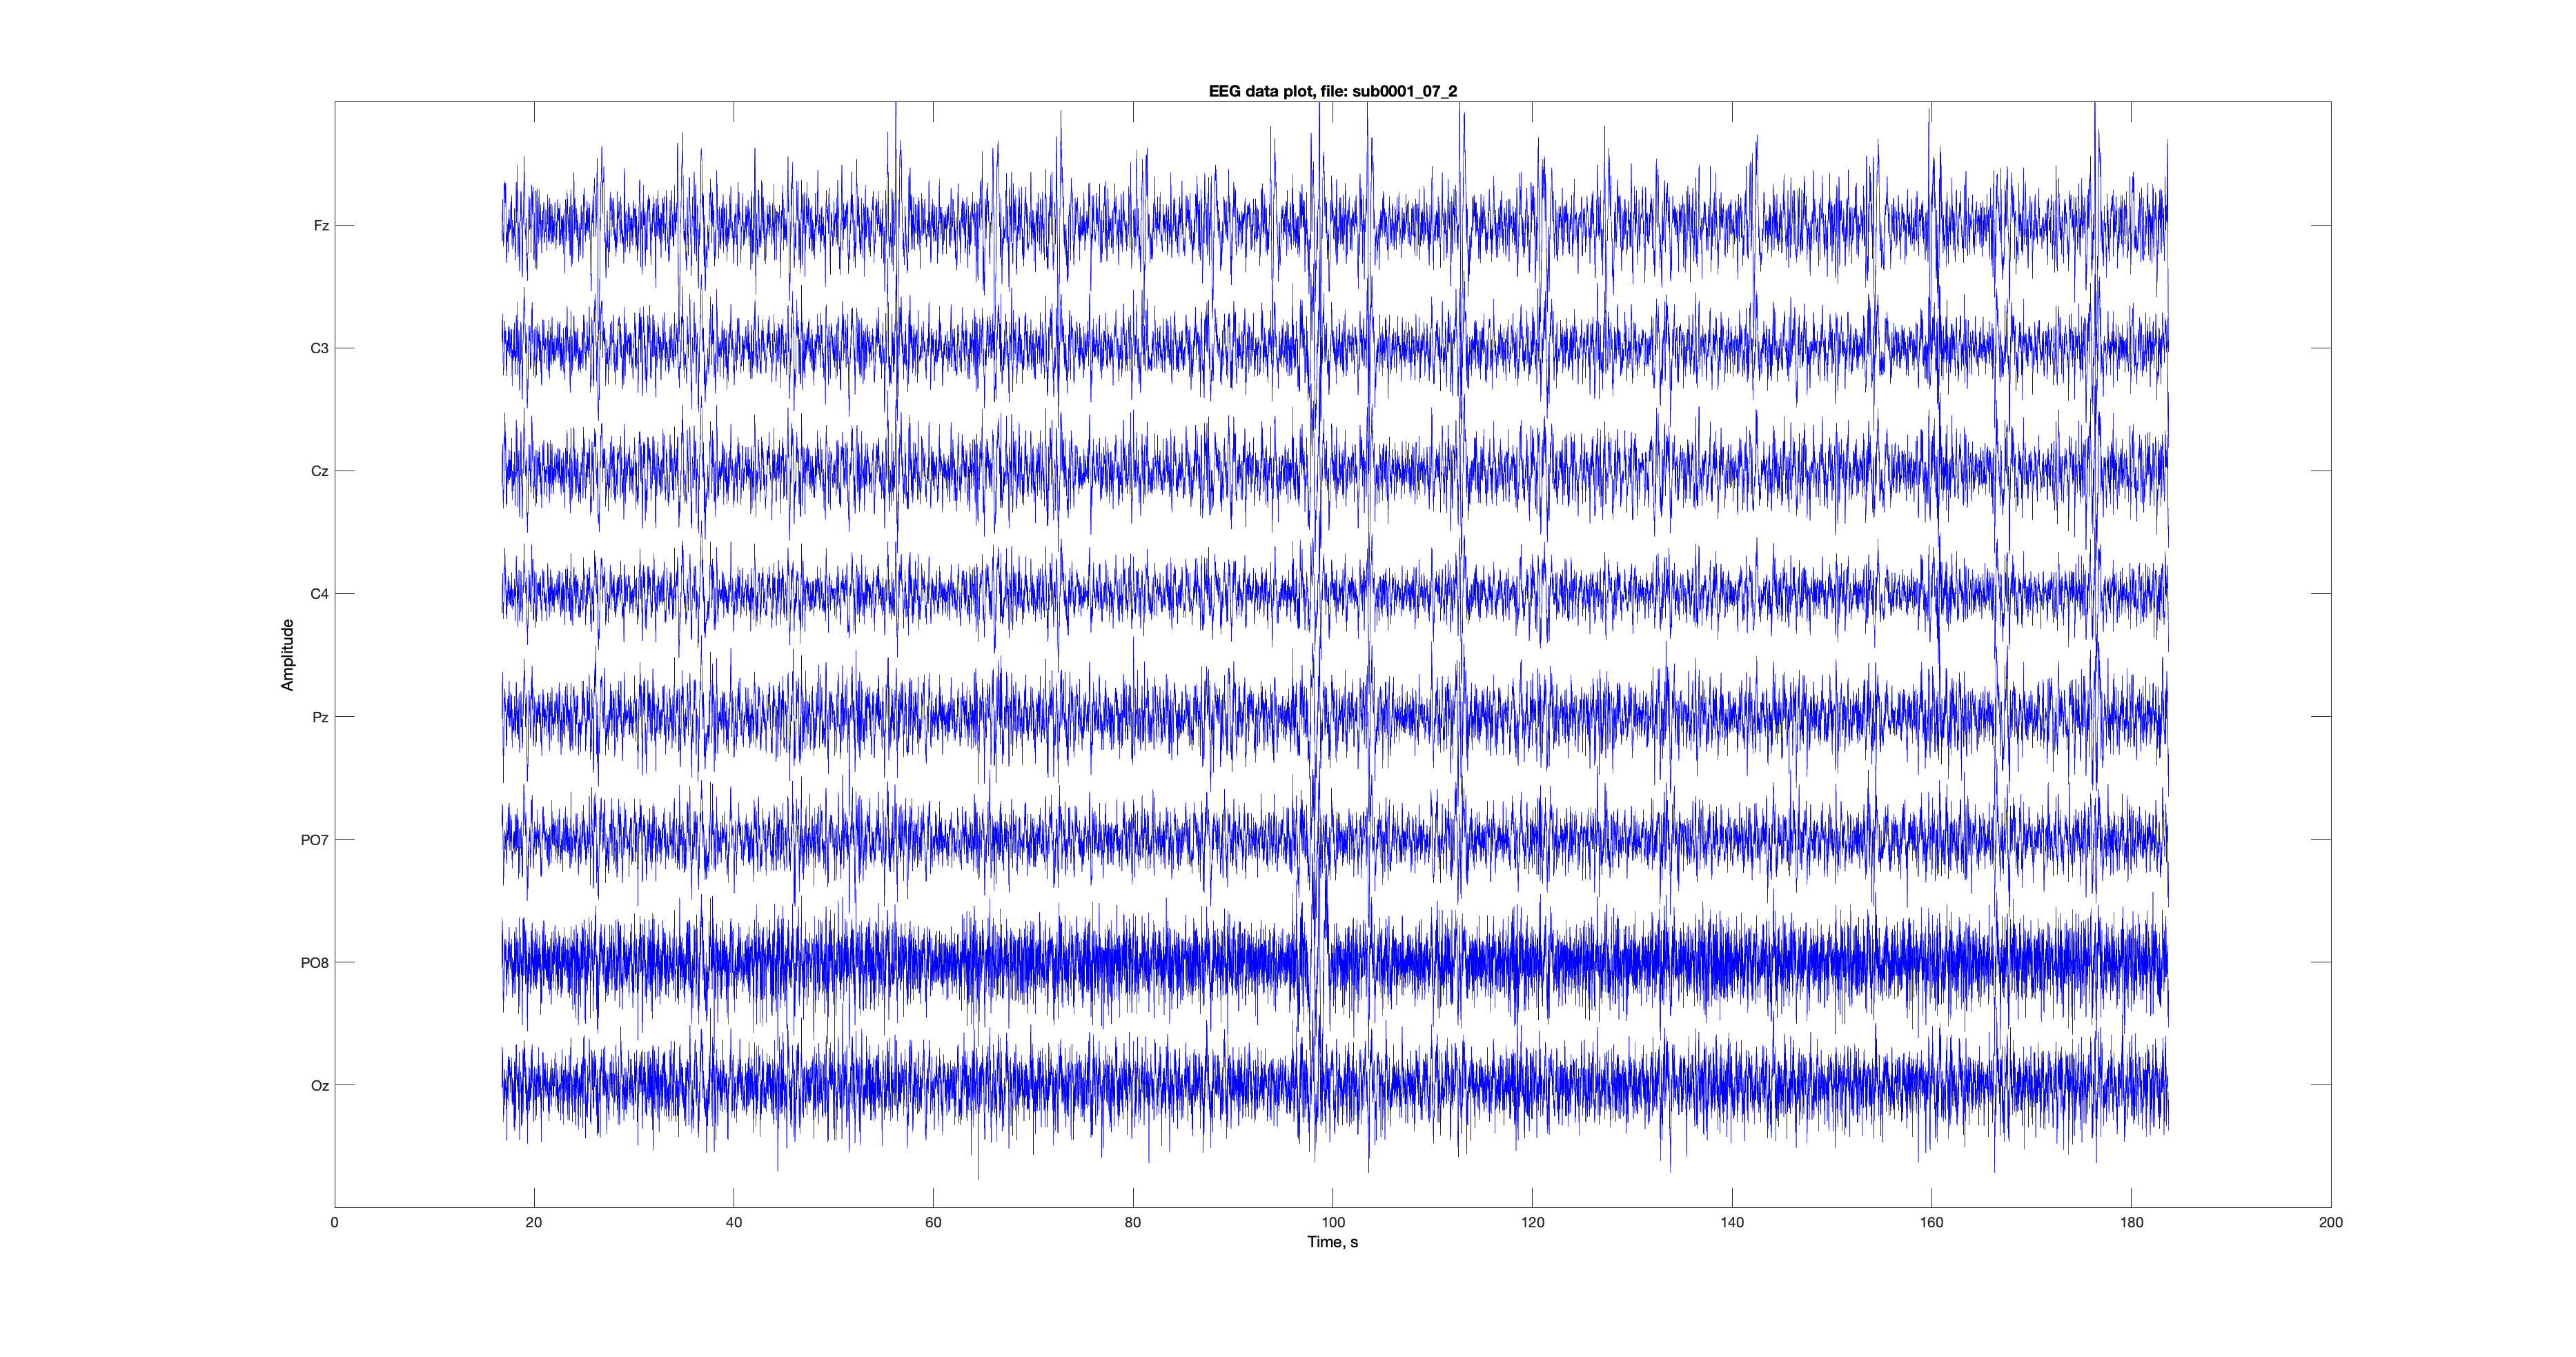 EEG data plot, file: sub0001_07_2
Fz
C3
Cz
C4
Pz
PO7
PO8
Oz
Amplitude
0 20 40 60 80 100 120 140 160 180 200
Time, s